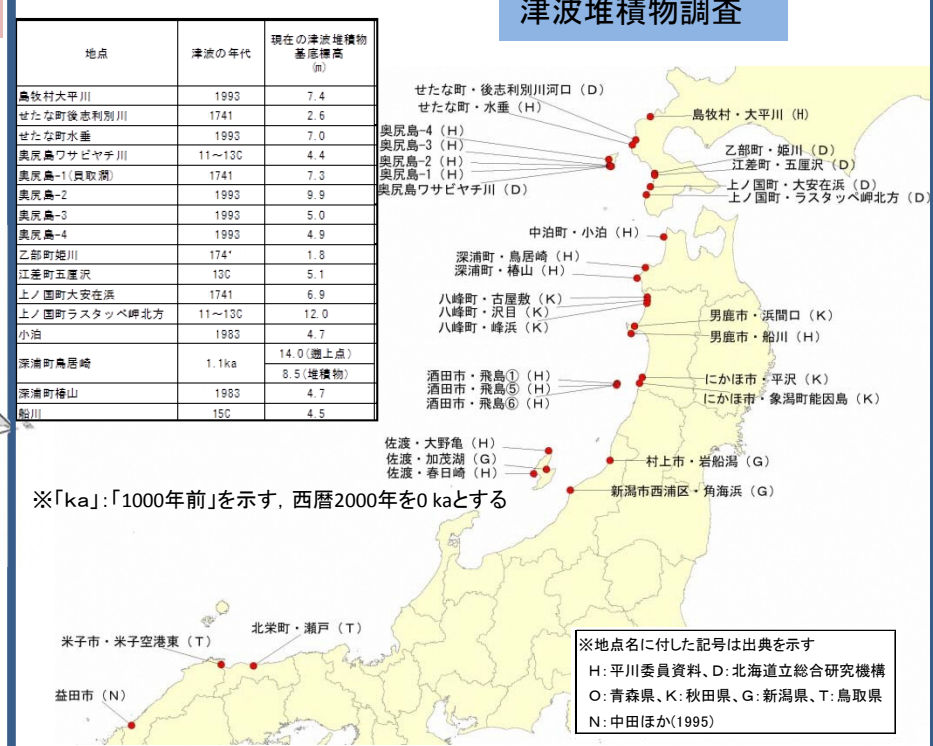 津波堆積物調査
地点 津波の年代 現在の津波堆積物
基底標高
(m)
島牧村大平川 1993 7.4
せたな町後志利別川 1741 2.6
せたな町水垂 1993 7.0
奥尻島ワサビヤチ川 11～13C 4.4
奥尻島-1(貝取澗) 1741 7.3
奥尻島-2 1993 9.9
奥尻島-3 1993 5.0
奥尻島-4 1993 4.9
乙部町姫川 174* 1.8
江差町五厘沢 13C 5.1
上ノ国町大安在浜 1741 6.9
上ノ国町ラスタッペ岬北方 11～13C 12.0
小泊 1983 4.7
深浦町鳥居崎 1.1ka 14.0(遡上点)
8.5(堆積物)
深浦町椿山 1983 4.7
船川 15C 4.5
せたな町・後志利別川河口（D）
せたな町・水垂（H）
島牧村・大平川（H）
奥尻島-4（H）
奥尻島-3（H）
奥尻島-2（H）
奥尻島-1（H）
奥尻島ワサビヤチ川（D）
乙部町・姫川（D）
江差町・五厘沢（D）
上ノ国町・大安在浜（D）
上ノ国町・ラスタッペ岬北方（D）
中泊町・小泊（H）
深浦町・鳥居崎（H）
深浦町・椿山（H）
八峰町・古屋敷（K）
八峰町・沢目（K）
八峰町・峰浜（K）
男鹿市・浜間口（K）
男鹿市・船川（H）
酒田市・飛島①（H）
酒田市・飛島⑤（H）
酒田市・飛島⑥（H）
にかほ市・平沢（K）
にかほ市・象潟町能因島（K）
佐渡・大野亀（H）
佐渡・加茂湖（G）
佐渡・春日崎（H）
村上市・岩船潟（G）
新潟市西浦区・角海浜（G）
※「ka」：「1000年前」を示す，西暦2000年を0 kaとする
北栄町・瀬戸（T）
米子市・米子空港東（T）
益田市（N）
※地点名に付した記号は出典を示す
H：平川委員資料、D：北海道立総合研究機構
O：青森県、K：秋田県、G：新潟県、T：鳥取県
N：中田ほか(1995)